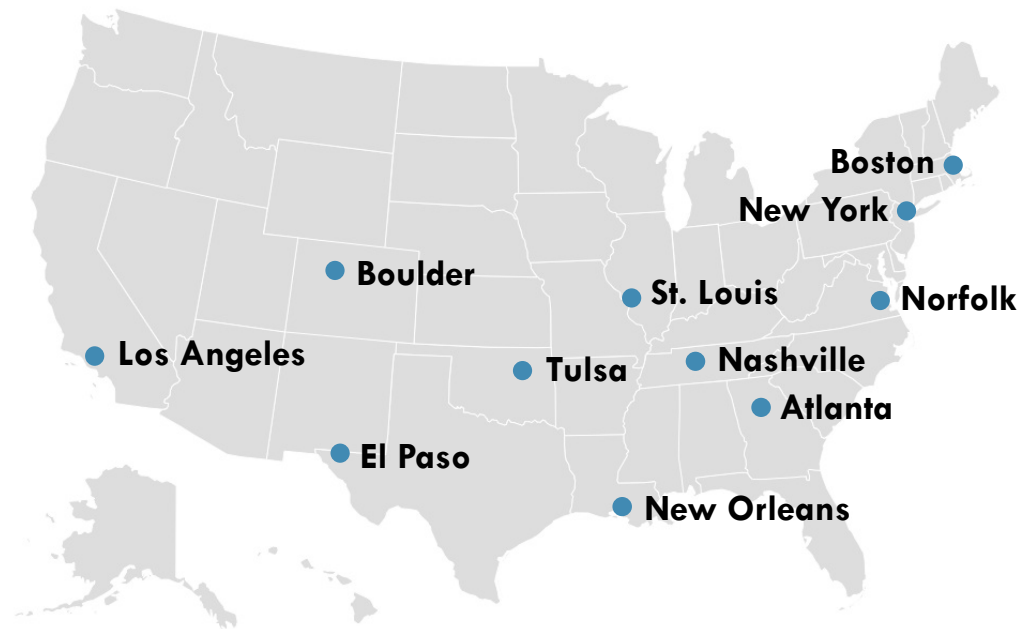 Boston
New York
Boulder
St. Louis
Norfolk
Los Angeles
Tulsa
Nashville
Atlanta
El Paso
New Orleans